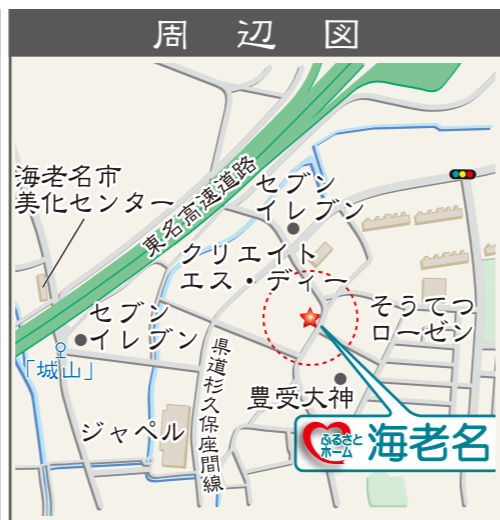 周辺図
海老名市
美化センター
東名高速道路
セブン
イレブン
クリエイト
エス・ディー
そうてつ
ローゼン
セブン
イレブン
「城山」
県道杉久保座間線
豊受大神
ジャペル
ふるさと
ホーム
海老名